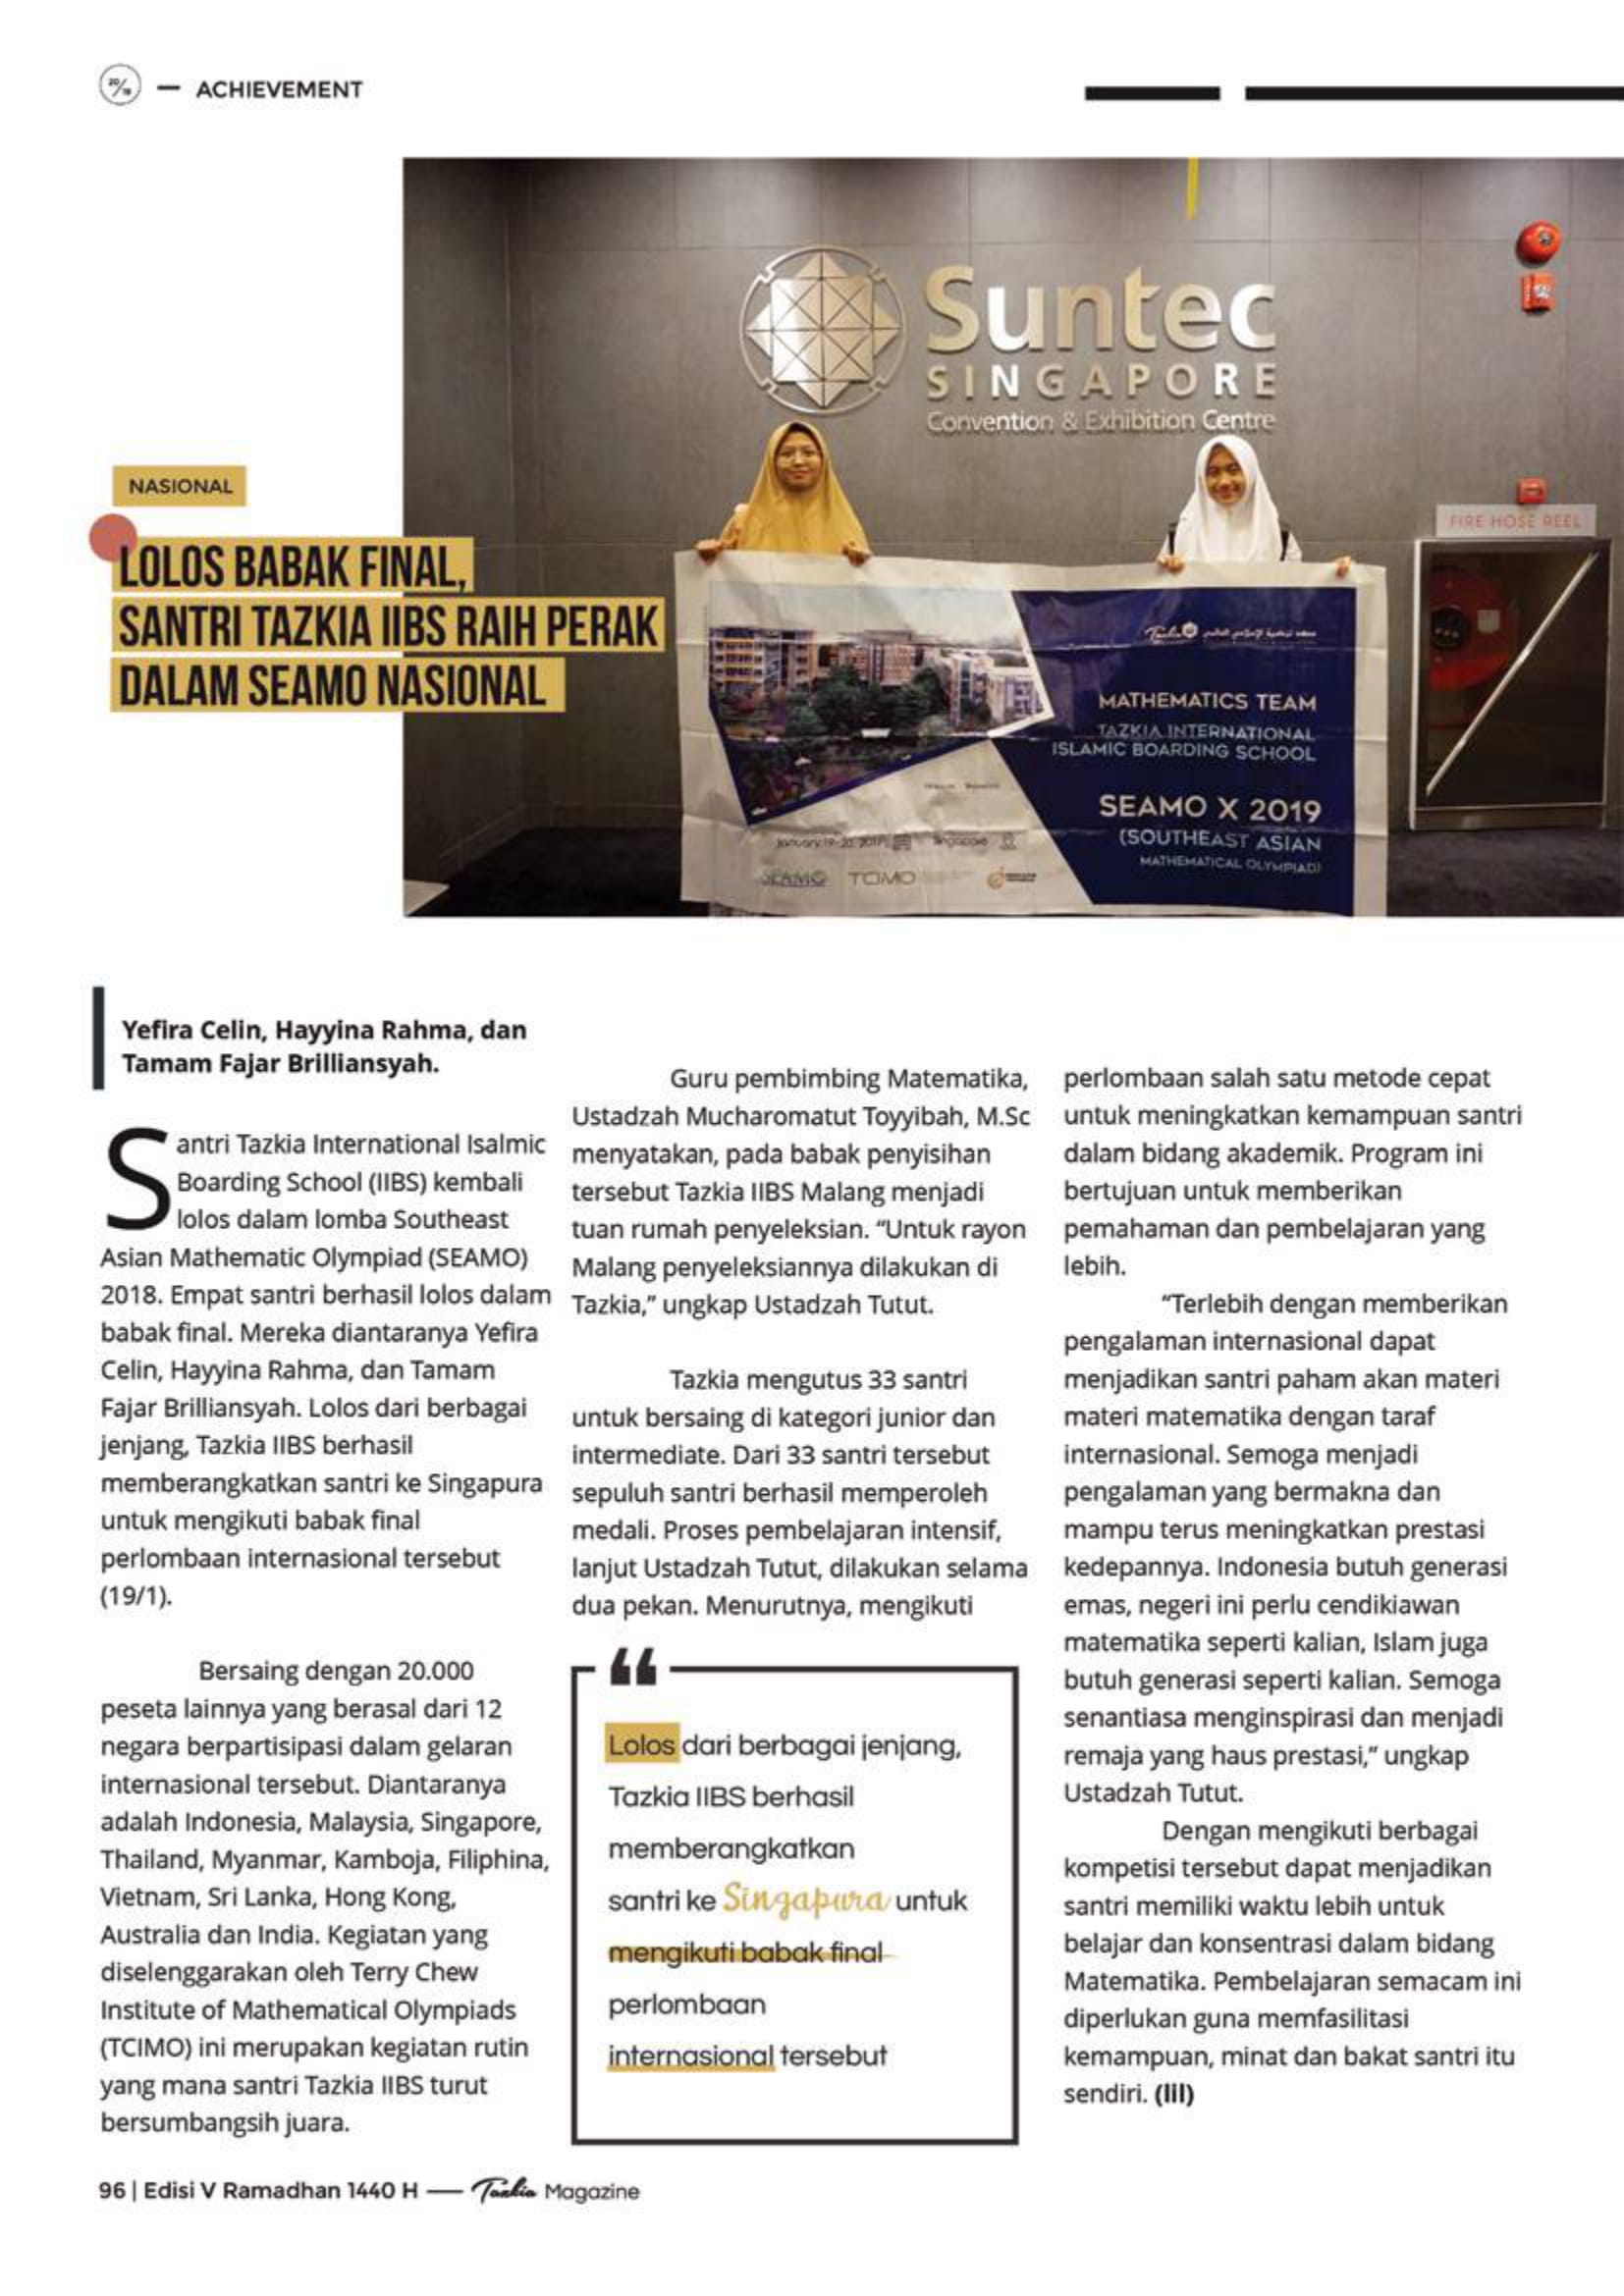 20/19 — ACHIEVEMENT
Suntec
SINGAPORE
Convention & Exhibition Centre
FIRE HOSE REEL
NASIONAL
LOLOS BABAK FINAL,
SANTRI TAZKIA IIBS RAIH PERAK
DALAM SEAMO NASIONAL
Tazkia
MATHEMATICS TEAM
TAZKIA INTERNATIONAL
ISLAMIC BOARDING SCHOOL
SEAMO X 2019
(SOUTHEAST ASIAN
MATHEMATICAL OLYMPIAD)
Singapore
SEAMO
Yefira Celin, Hayyina Rahma, dan
Tamam Fajar Brilliansyah.
Santri Tazkia International Isalmic
Boarding School (IIBS) kembali
lolos dalam lomba Southeast
Asian Mathematic Olympiad (SEAMO)
2018. Empat santri berhasil lolos dalam
babak final. Mereka diantaranya Yefira
Celin, Hayyina Rahma, dan Tamam
Fajar Brilliansyah. Lolos dari berbagai
jenjang, Tazkia IIBS berhasil
memberangkatkan santri ke Singapura
untuk mengikuti babak final
perlombaan internasional tersebut
(19/1).
Bersaing dengan 20.000
peseta lainnya yang berasal dari 12
negara berpartisipasi dalam gelaran
internasional tersebut. Diantaranya
adalah Indonesia, Malaysia, Singapore,
Thailand, Myanmar, Kamboja, Filiphina,
Vietnam, Sri Lanka, Hong Kong,
Australia dan India. Kegiatan yang
diselenggarakan oleh Terry Chew
Institute of Mathematical Olympiads
(TCIMO) ini merupakan kegiatan rutin
yang mana santri Tazkia IIBS turut
bersumbangsih juara.
Guru pembimbing Matematika,
Ustadzah Mucharomatut Toyyibah, M.Sc
menyatakan, pada babak penyisihan
tersebut Tazkia IIBS Malang menjadi
tuan rumah penyeleksian. “Untuk rayon
Malang penyeleksiannya dilakukan di
Tazkia,” ungkap Ustadzah Tutut.
Tazkia mengutus 33 santri
untuk bersaing di kategori junior dan
intermediate. Dari 33 santri tersebut
sepuluh santri berhasil memperoleh
medali. Proses pembelajaran intensif,
lanjut Ustadzah Tutut, dilakukan selama
dua pekan. Menurutnya, mengikuti
“
Lolos dari berbagai jenjang,
Tazkia IIBS berhasil
memberangkatkan
santri ke Singapura untuk
mengikuti babak final
perlombaan
internasional tersebut
perlombaan salah satu metode cepat
untuk meningkatkan kemampuan santri
dalam bidang akademik. Program ini
bertujuan untuk memberikan
pemahaman dan pembelajaran yang
lebih.
“Terlebih dengan memberikan
pengalaman internasional dapat
menjadikan santri paham akan materi
materi matematika dengan taraf
internasional. Semoga menjadi
pengalaman yang bermakna dan
mampu terus meningkatkan prestasi
kedepannya. Indonesia butuh generasi
emas, negeri ini perlu cendikiawan
matematika seperti kalian, Islam juga
butuh generasi seperti kalian. Semoga
senantiasa menginspirasi dan menjadi
remaja yang haus prestasi,” ungkap
Ustadzah Tutut.
Dengan mengikuti berbagai
kompetisi tersebut dapat menjadikan
santri memiliki waktu lebih untuk
belajar dan konsentrasi dalam bidang
Matematika. Pembelajaran semacam ini
diperlukan guna memfasilitasi
kemampuan, minat dan bakat santri itu
sendiri. (lil)
96 | Edisi V Ramadhan 1440 H — Tazkia Magazine